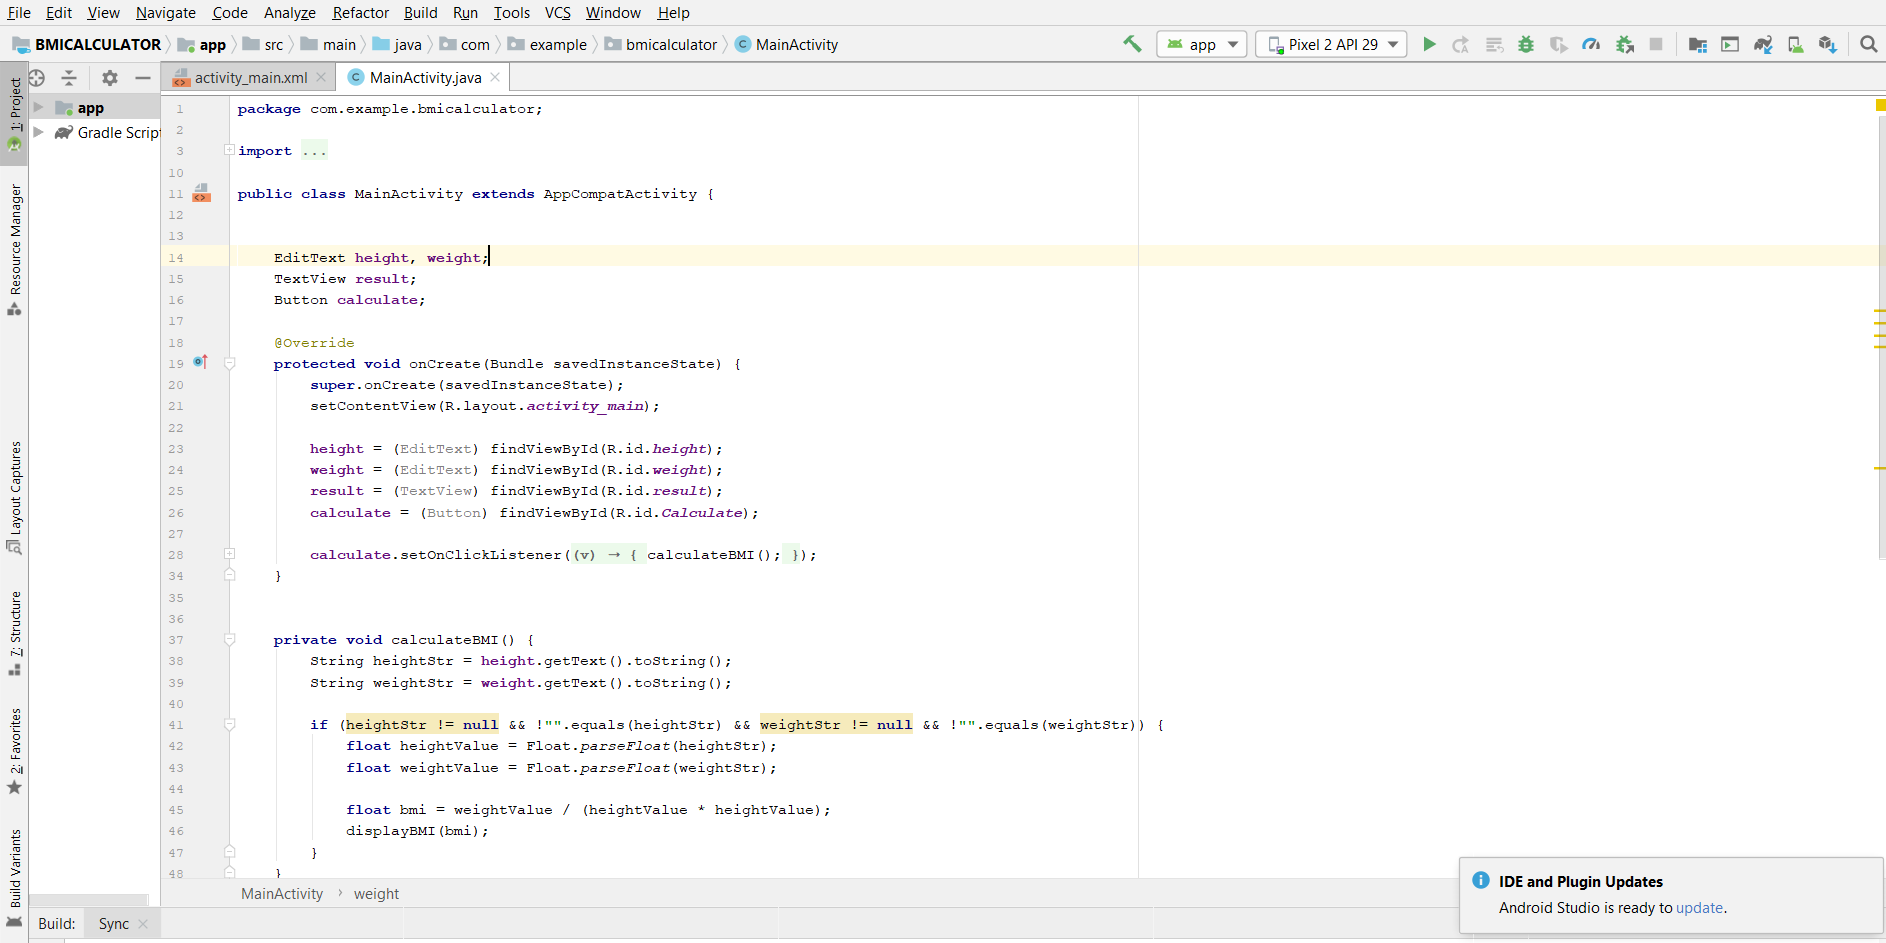 File Edit View Navigate Code Analyze Refactor Build Run Tools VCS Window Help
BMICALCULATOR app src main java com example bmicalculator MainActivity app Pixel 2 API 29
activity_main.xml MainActivity.java
1: Project
Resource Manager
Layout Captures
7: Structure
2: Favorites
Build Variants
app
Gradle Scrip
1 package com.example.bmicalculator;
2
3 import ...
10
11 public class MainActivity extends AppCompatActivity {
12
13
14 EditText height, weight;
15 TextView result;
16 Button calculate;
17
18 @Override
19 protected void onCreate(Bundle savedInstanceState) {
20 super.onCreate(savedInstanceState);
21 setContentView(R.layout.activity_main);
22
23 height = (EditText) findViewById(R.id.height);
24 weight = (EditText) findViewById(R.id.weight);
25 result = (TextView) findViewById(R.id.result);
26 calculate = (Button) findViewById(R.id.Calculate);
27
28 calculate.setOnClickListener((v) → { calculateBMI(); });
34 }
35
36
37 private void calculateBMI() {
38 String heightStr = height.getText().toString();
39 String weightStr = weight.getText().toString();
40
41 if (heightStr != null && !"".equals(heightStr) && weightStr != null && !"".equals(weightStr)) {
42 float heightValue = Float.parseFloat(heightStr);
43 float weightValue = Float.parseFloat(weightStr);
44
45 float bmi = weightValue / (heightValue * heightValue);
46 displayBMI(bmi);
47 }
48 }
MainActivity › weight
IDE and Plugin Updates
Android Studio is ready to update.
Build: Sync